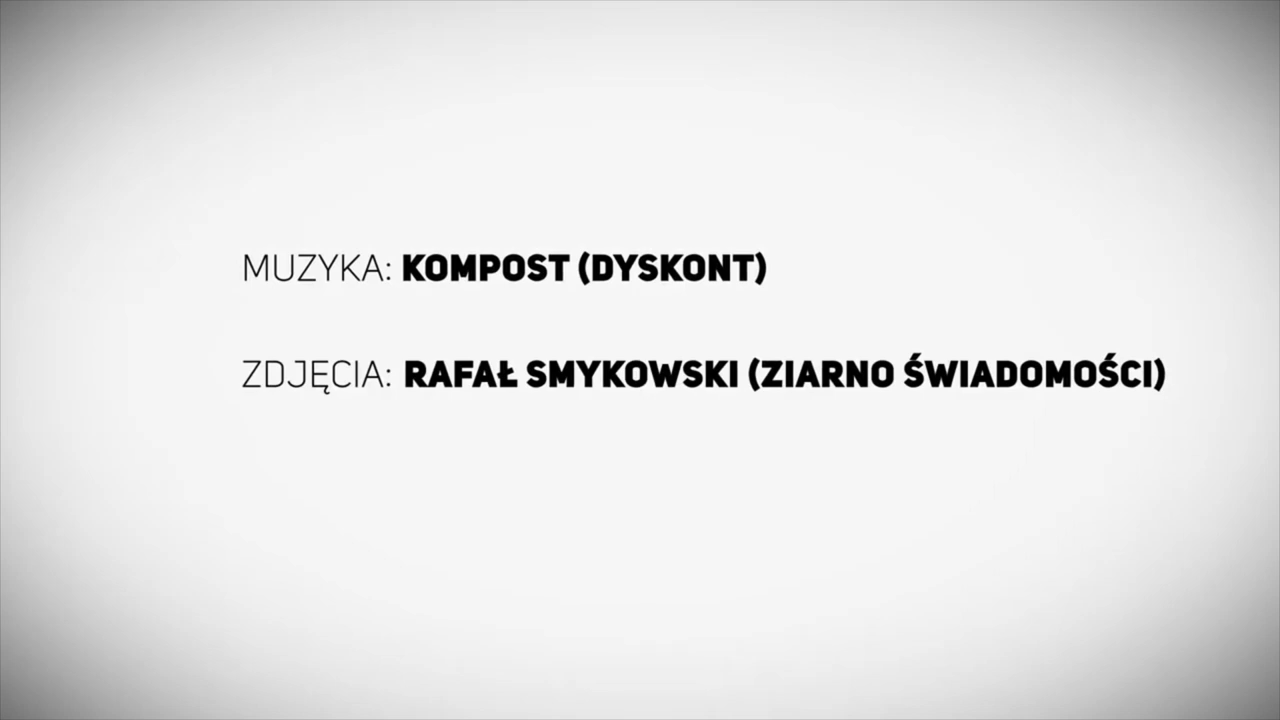 MUZYKA: KOMPOST (DYSKONT)
ZDJĘCIA: RAFAŁ SMYKOWSKI (ZIARNO ŚWIADOMOŚCI)